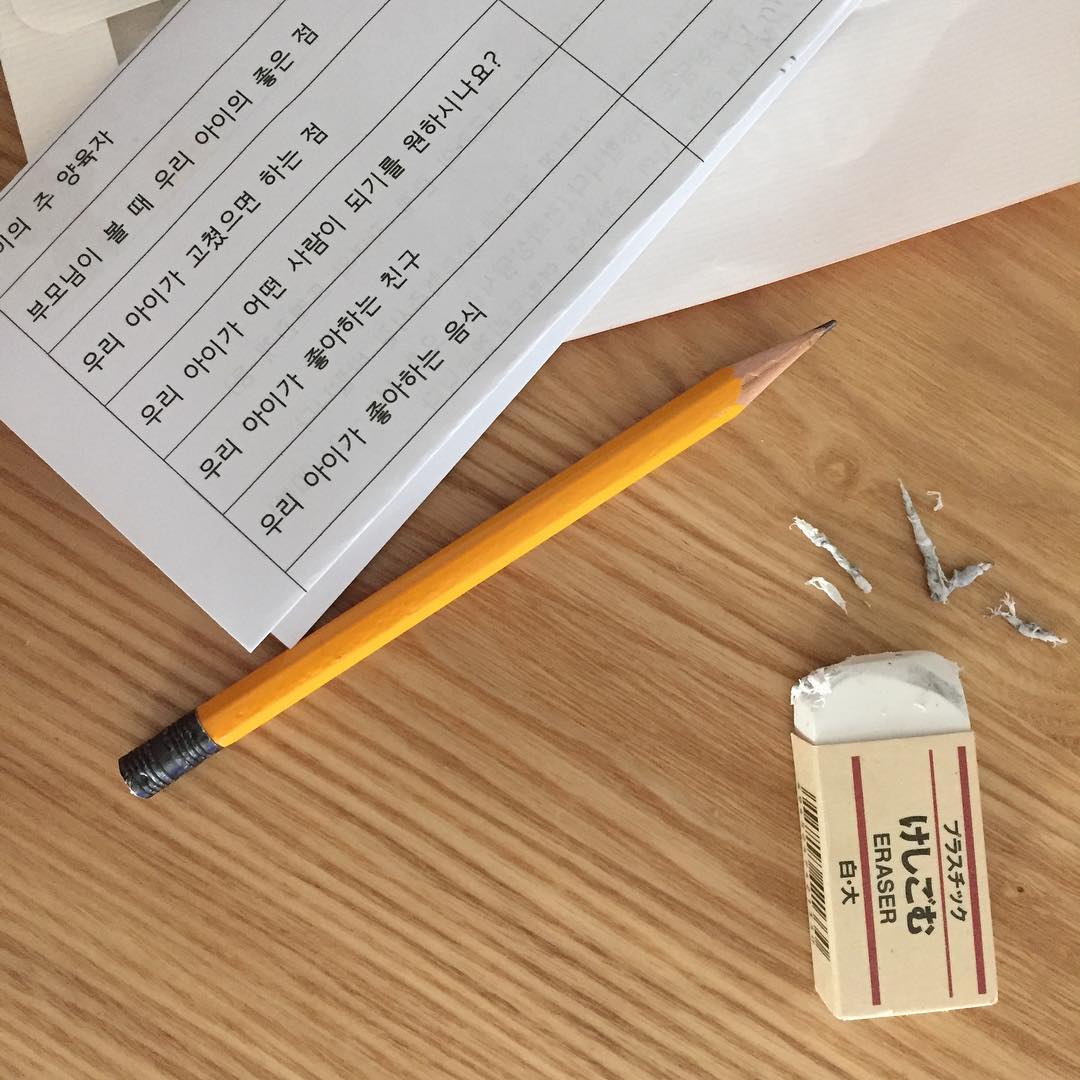 의 주 양육자
부모님이 볼 때 우리 아이의 좋은 점
우리 아이가 고쳤으면 하는 점
우리 아이가 어떤 사람이 되기를 원하시나요?
우리 아이가 좋아하는 친구
우리 아이가 좋아하는 음식
プラスチック
けしごむ
ERASER
白・大